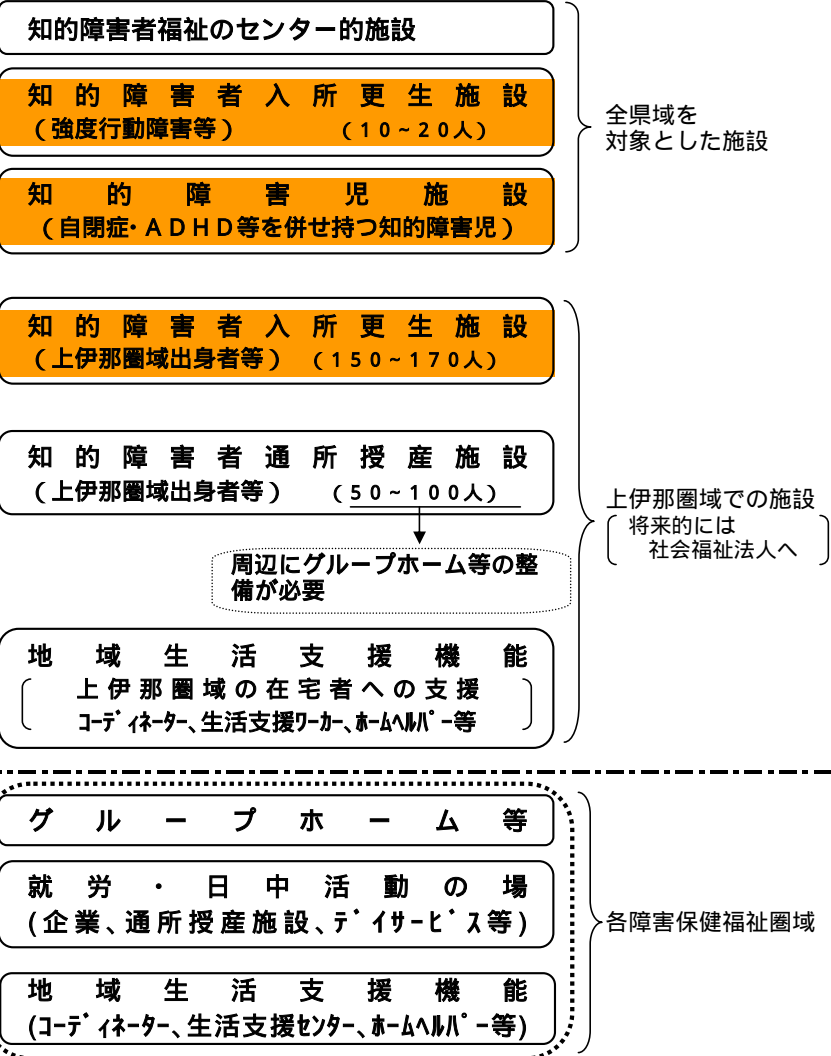 知的障害者福祉のセンター的施設
知的障害者入所更生施設
（強度行動障害等） （１０~２０人）
知的障害児施設
（自閉症・ＡＤＨＤ等を併せ持つ知的障害児）
全県域を
対象とした施設
知的障害者入所更生施設
（上伊那圏域出身者等） （１５０~１７０人）
知的障害者通所授産施設
（上伊那圏域出身者等） （５０~１００人）
周辺にグループホーム等の整
備が必要
地域生活支援機能
上伊那圏域の在宅者への支援
ｺｰﾃﾞｨﾈｰﾀｰ、生活支援ﾜｰｶｰ、ﾎｰﾑﾍﾙﾊﾟｰ等
上伊那圏域での施設
将来的には
社会福祉法人へ
グループホーム等
就労・日中活動の場
(企業、通所授産施設、ﾃﾞｲｻｰﾋﾞｽ等)
地域生活支援機能
(ｺｰﾃﾞｨﾈｰﾀｰ、生活支援ｾﾝﾀｰ、ﾎｰﾑﾍﾙﾊﾟｰ等)
各障害保健福祉圏域